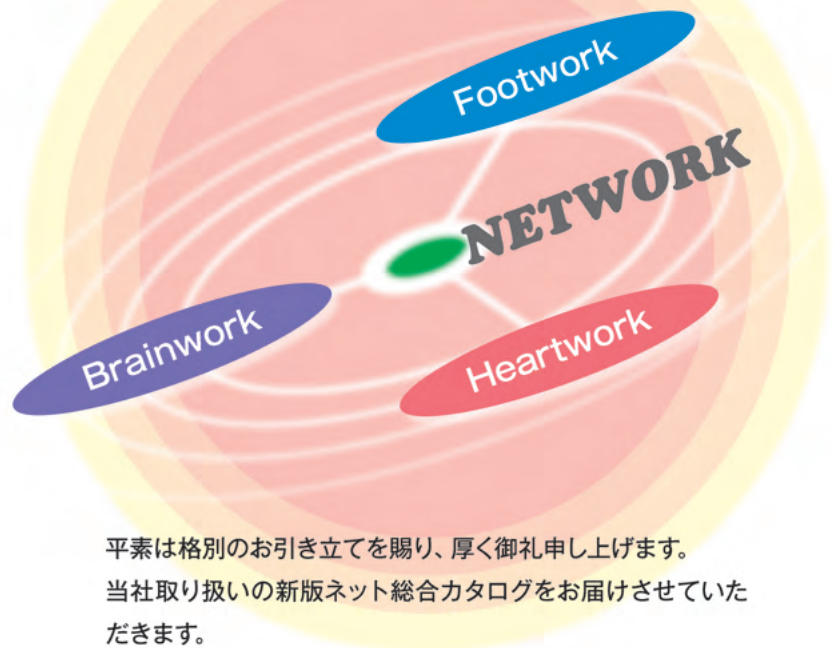 Footwork
NETWORK
Brainwork
Heartwork
平素は格別のお引き立てを賜り、厚く御礼申し上げます。
当社取り扱いの新版ネット総合カタログをお届けさせていた
だきます。